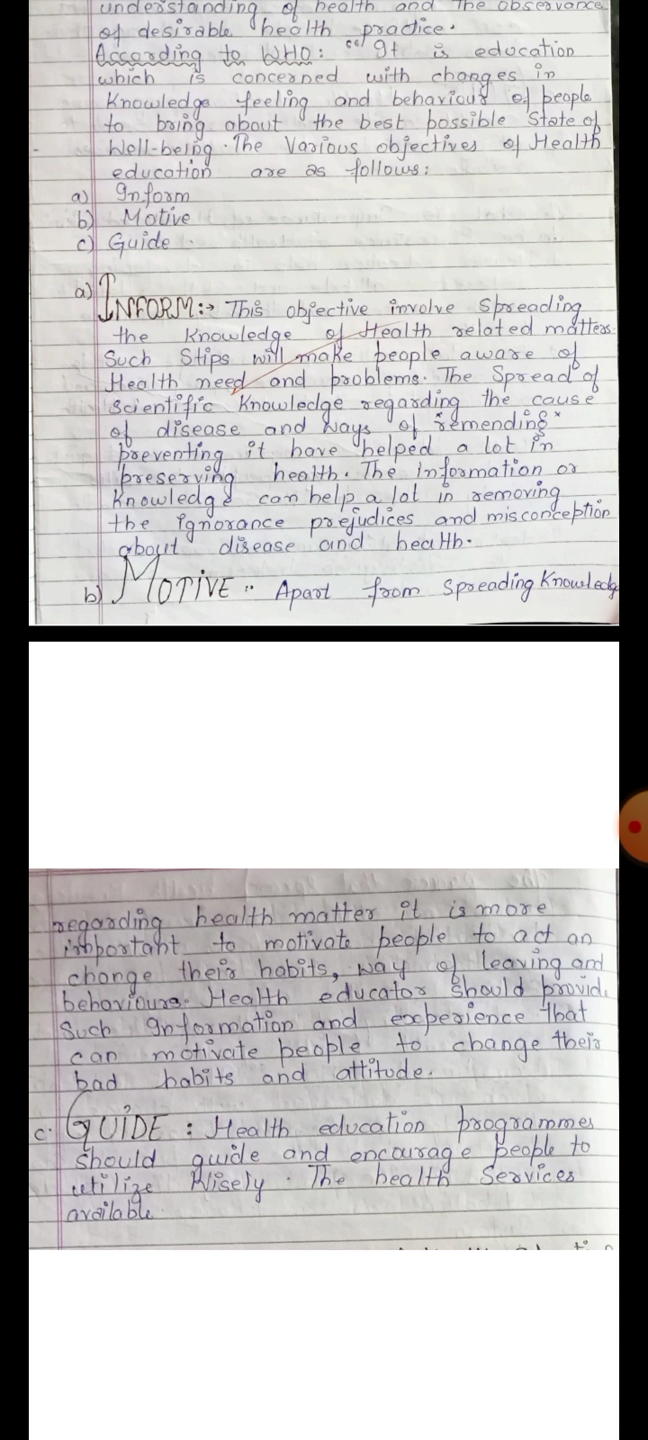 understanding of health and the observance
of desirable health practice.
According to WHO: "It is education
which is concerned with changes in
Knowledge feeling and behaviour of people
to bring about the best possible State of
Well-being. The Various objectives of Health
education are as follows:
a) Inform
b) Motive
c) Guide
a) INFORM:→ This objective involve Spreading
the Knowledge of Health related matters.
Such Stips will make people aware of
Health need and problems. The Spread of
Scientific Knowledge regarding the cause
of disease and ways of "remending"
preventing it have helped a lot in
preserving health. The Information or
Knowledge can help a lot in removing
the ignorance prejudices and misconception
about disease and health.
b) MOTIVE :- Apart from Spreading Knowledg
regarding health matter it is more
important to motivate people to act an
change their habits, way of leaving and
behaviours. Health educator should provid
Such Information and experience that
can motivate people to change their
bad habits and attitude.
c. GUIDE : Health education programmes
should guide and encourage people to
utilize Wisely. The health Services
available.